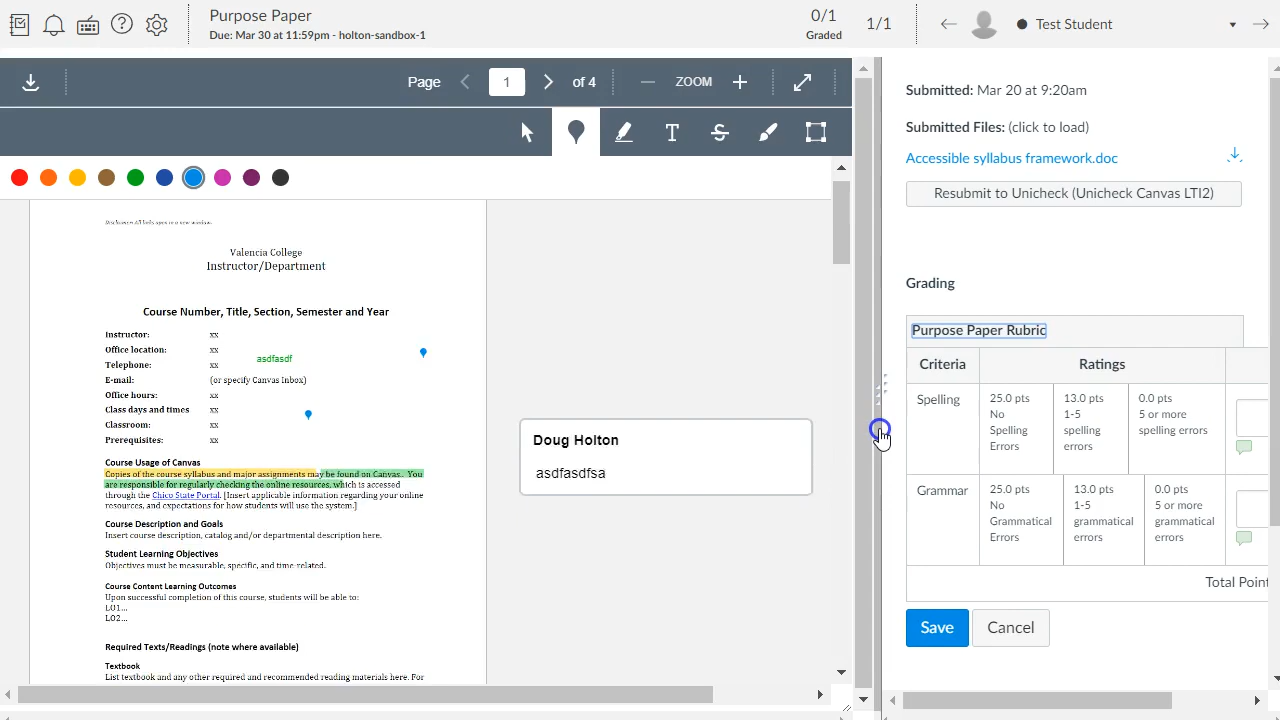 Purpose Paper
Due: Mar 30 at 11:59pm - holton-sandbox-1
0/1
Graded
1/1
Test Student
Page
1
of 4
ZOOM
T
S
Disclaimer: All links open in a new window.
Valencia College
Instructor/Department
Course Number, Title, Section, Semester and Year
Instructor: xx
Office location: xx
asdfasdf
Telephone: xx
E-mail: (or specify Canvas Inbox)
Office hours: xx
Class days and times xx
Classroom: xx
Prerequisites: xx
Course Usage of Canvas
Copies of the course syllabus and major assignments may be found on Canvas.. You
are responsible for regularly checking the online resources, which is accessed
through the Chico State Portal. [Insert applicable information regarding your online
resources, and expectations for how students will use the system.]
Course Description and Goals
Insert course description, catalog and/or departmental description here.
Student Learning Objectives
Objectives must be measurable, specific, and time-related.
Course Content Learning Outcomes
Upon successful completion of this course, students will be able to:
LO1...
LO2...
Required Texts/Readings (note where available)
Textbook
List textbook and any other required and recommended reading materials here. For
Doug Holton
asdfasdfsa
Submitted: Mar 20 at 9:20am
Submitted Files: (click to load)
Accessible syllabus framework.doc
Resubmit to Unicheck (Unicheck Canvas LTI2)
Grading
Purpose Paper Rubric
Criteria Ratings
Spelling
25.0 pts
No
Spelling
Errors
13.0 pts
1-5
spelling
errors
0.0 pts
5 or more
spelling errors
Grammar
25.0 pts
No
Grammatical
Errors
13.0 pts
1-5
grammatical
errors
0.0 pts
5 or more
grammatical
errors
Total Point
Save
Cancel